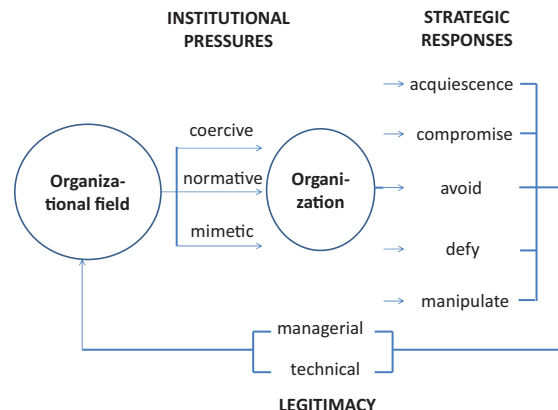 INSTITUTIONAL
PRESSURES
STRATEGIC
RESPONSES
acquiescence
coercive
compromise
Organiza-
tional field
normative
Organi-
zation
avoid
mimetic
defy
manipulate
managerial
technical
LEGITIMACY